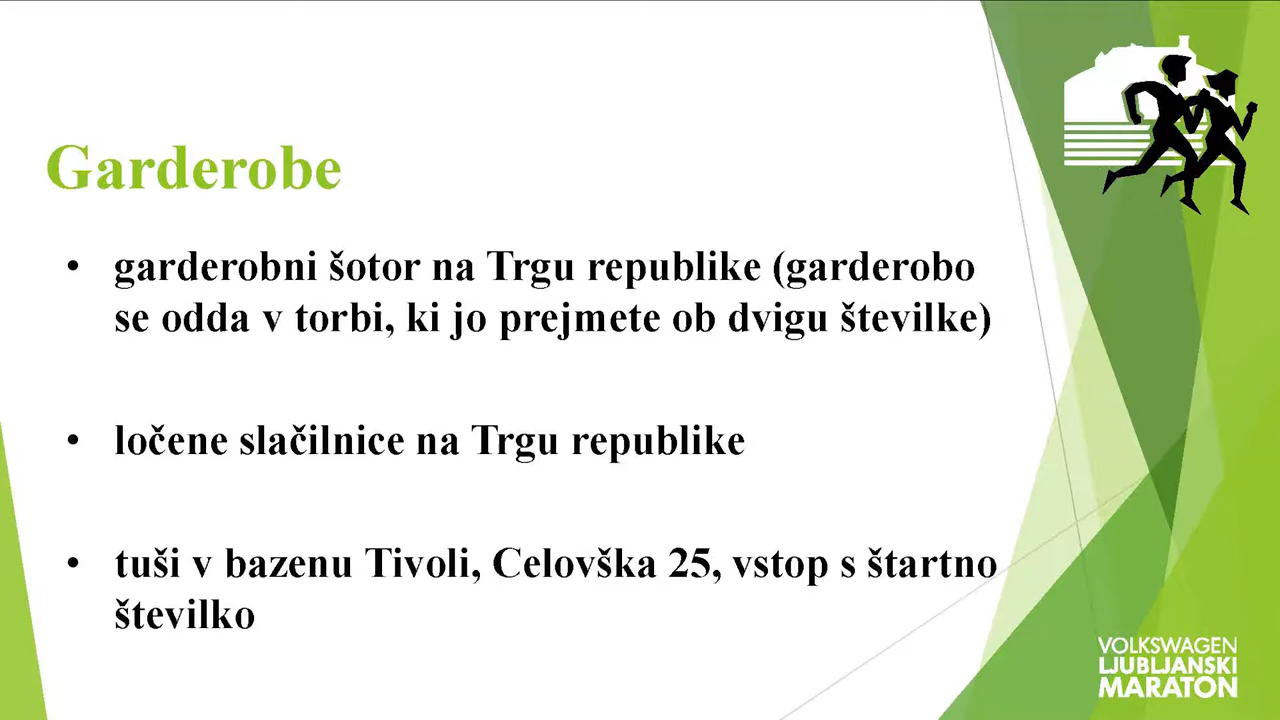 Garderobe
• garderobni šotor na Trgu republike (garderobo
se odda v torbi, ki jo prejmete ob dvigu številke)
• ločene slačilnice na Trgu republike
• tuši v bazenu Tivoli, Celovška 25, vstop s štartno
številko
VOLKSWAGEN
LJUBLJANSKI
MARATON